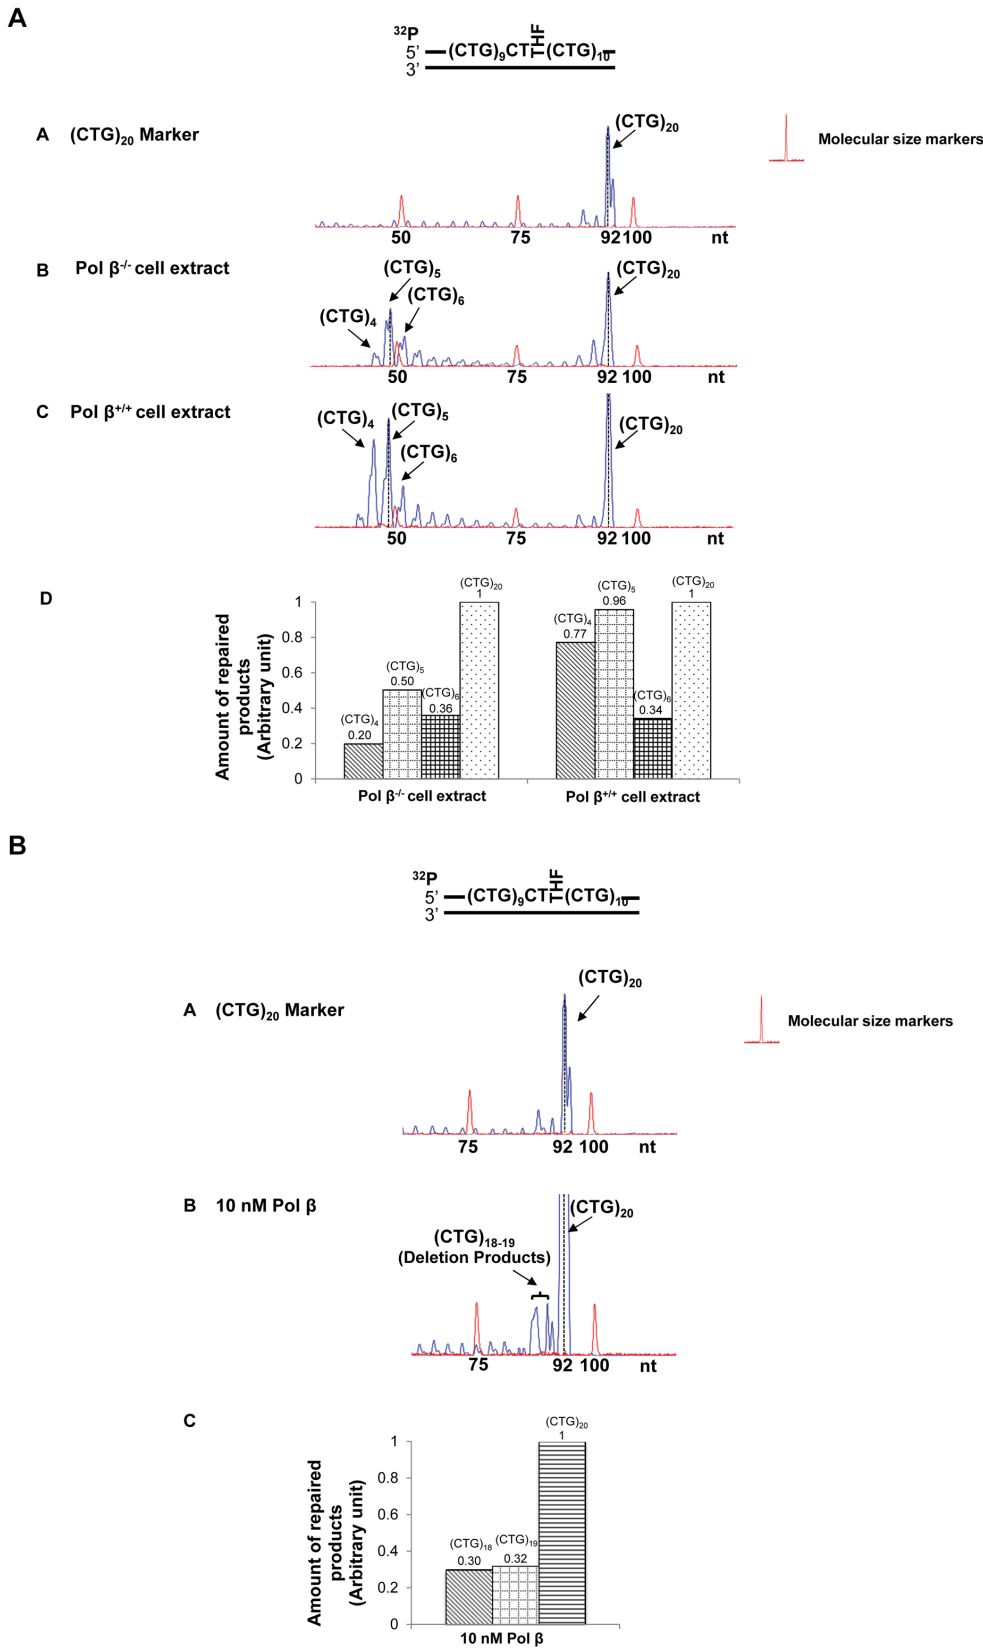 A
³²P
THF
5’ (CTG)₉CT (CTG)₁₀
3’
A (CTG)₂₀ Marker
(CTG)₂₀
Molecular size markers
50 75 92 100 nt
B Pol β⁻/⁻ cell extract
(CTG)₅
(CTG)₂₀
(CTG)₆
(CTG)₄
50 75 92 100 nt
C Pol β⁺/⁺ cell extract
(CTG)₄
(CTG)₅
(CTG)₂₀
(CTG)₆
50 75 92 100 nt
D
Amount of repaired
products
(Arbitrary unit)
1
0.8
0.6
0.4
0.2
0
(CTG)₄
0.20
(CTG)₅
0.50
(CTG)₆
0.36
(CTG)₂₀
1
(CTG)₄
0.77
(CTG)₅
0.96
(CTG)₆
0.34
(CTG)₂₀
1
Pol β⁻/⁻ cell extract
Pol β⁺/⁺ cell extract
B
³²P
THF
5’ (CTG)₉CT (CTG)₁₀
3’
A (CTG)₂₀ Marker
(CTG)₂₀
Molecular size markers
75 92 100 nt
B 10 nM Pol β
(CTG)₂₀
(CTG)₁₈₋₁₉
(Deletion Products)
75 92 100 nt
C
Amount of repaired
products
(Arbitrary unit)
1
0.8
0.6
0.4
0.2
0
(CTG)₁₈
0.30
(CTG)₁₉
0.32
(CTG)₂₀
1
10 nM Pol β